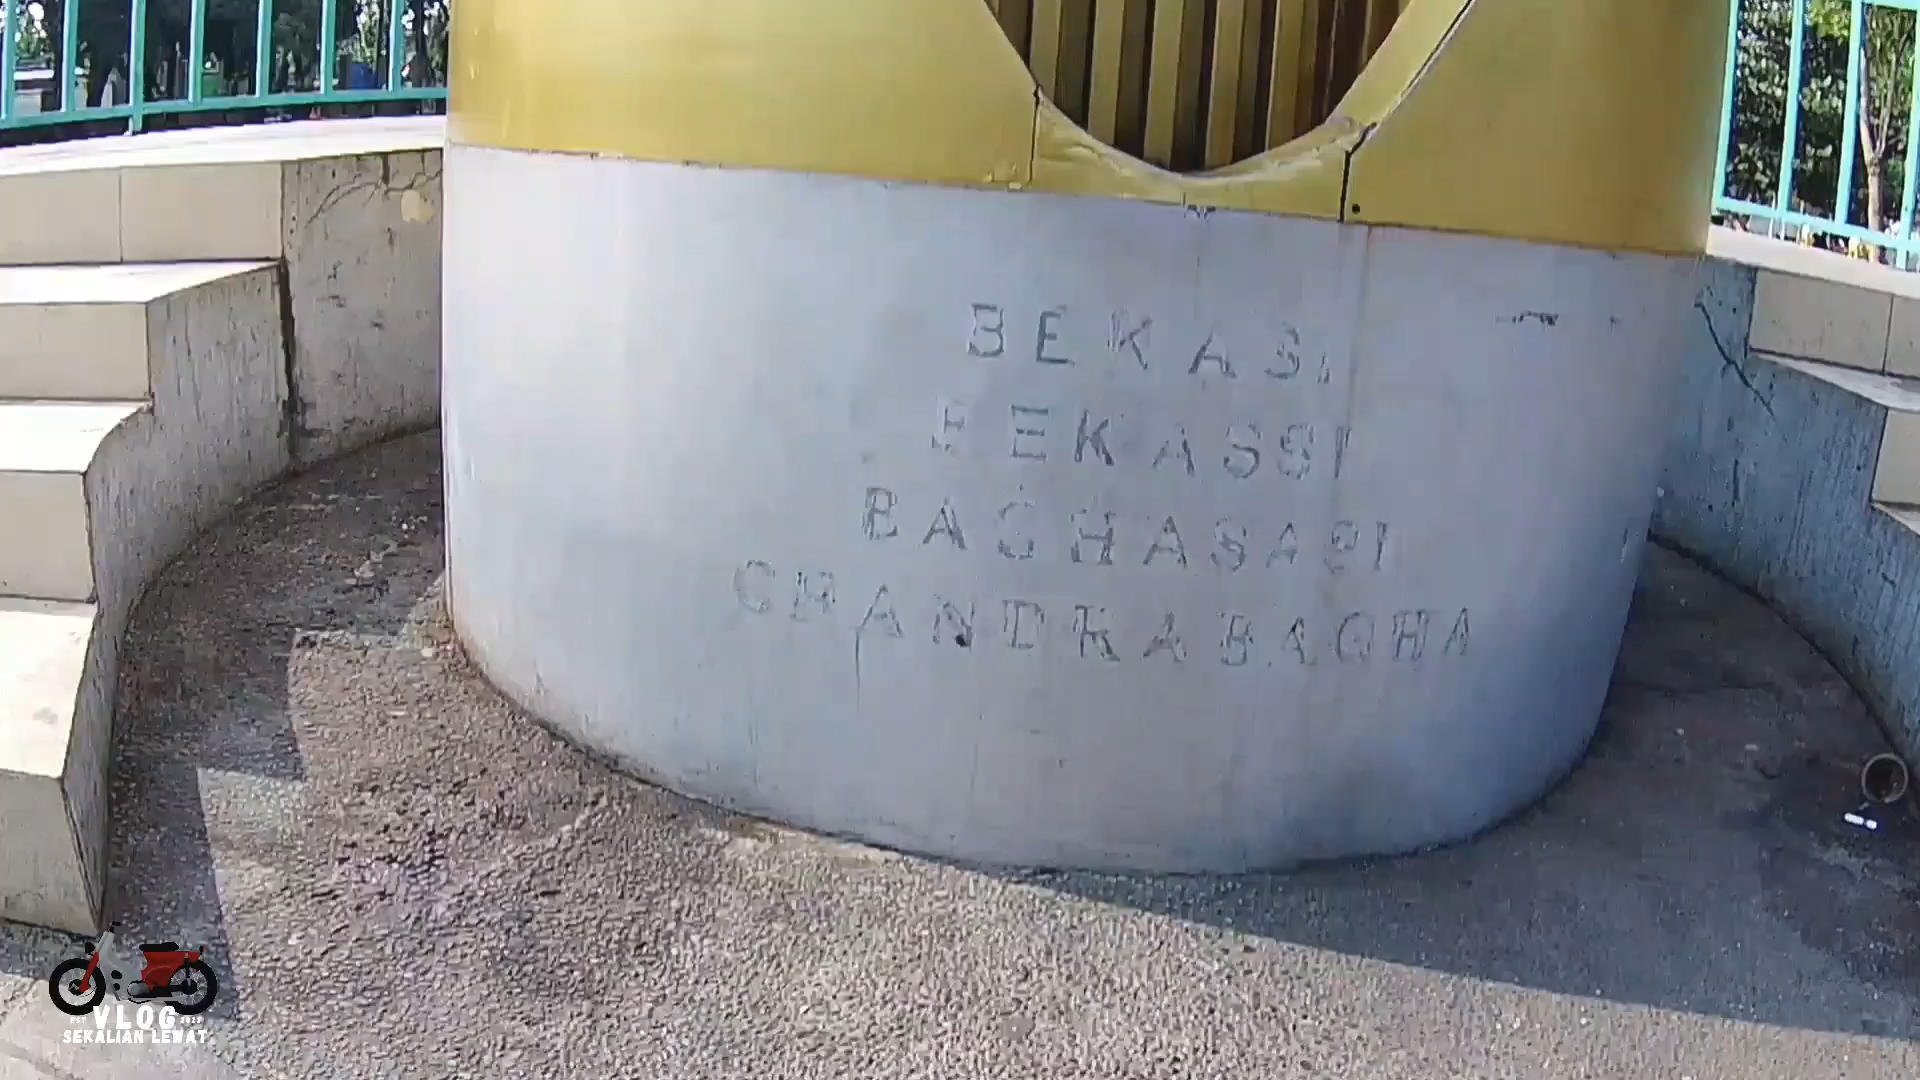 BEKASI
BEKASSI
BAGHASASI
CHANDRABAGHA
VLOG
SEKALIAN LEWAT